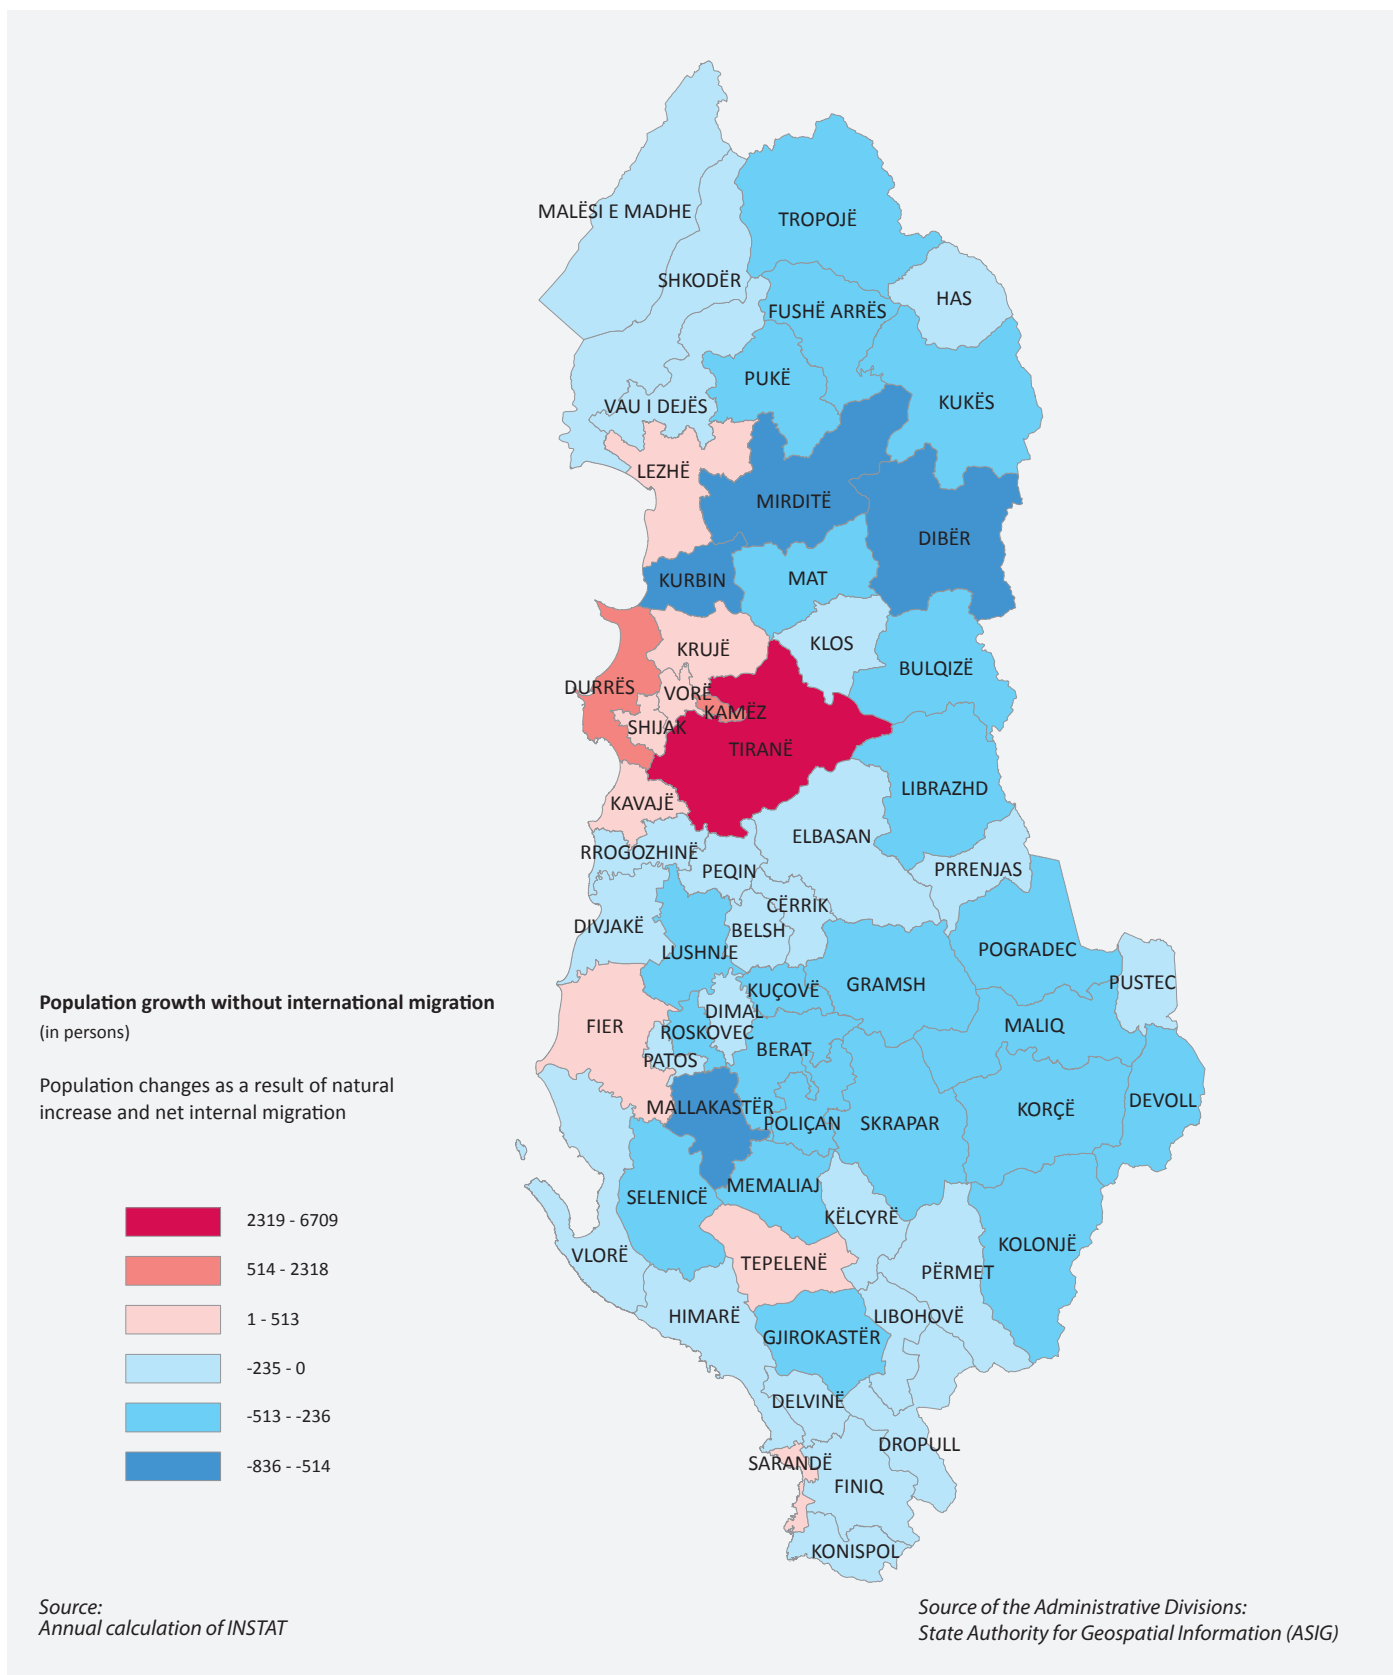 MALËSI E MADHE
TROPOJË
SHKODËR
HAS
FUSHË ARRËS
PUKË
KUKËS
VAU I DEJËS
LEZHË
MIRDITË
DIBËR
KURBIN
MAT
KRUJË
KLOS
BULQIZË
DURRËS
VORË
KAMËZ
SHIJAK
TIRANË
LIBRAZHD
KAVAJË
ELBASAN
RROGOZHINË
PEQIN
PRRENJAS
CËRRIK
DIVJAKË
BELSH
LUSHNJE
POGRADEC
PUSTEC
GRAMSH
KUÇOVË
Population growth without international migration
(in persons)
DIMAL
FIER
ROSKOVEC
MALIQ
BERAT
PATOS
Population changes as a result of natural
increase and net internal migration
MALLAKASTËR
POLIÇAN
SKRAPAR
KORÇË
DEVOLL
MEMALIAJ
SELENICË
KËLCYRË
2319 - 6709
KOLONJË
VLORË
TEPELENË
PËRMET
514 - 2318
HIMARË
LIBOHOVË
1 - 513
GJIROKASTËR
-235 - 0
DELVINË
-513 - -236
DROPULL
SARANDË
-836 - -514
FINIQ
KONISPOL
Source:
Annual calculation of INSTAT
Source of the Administrative Divisions:
State Authority for Geospatial Information (ASIG)